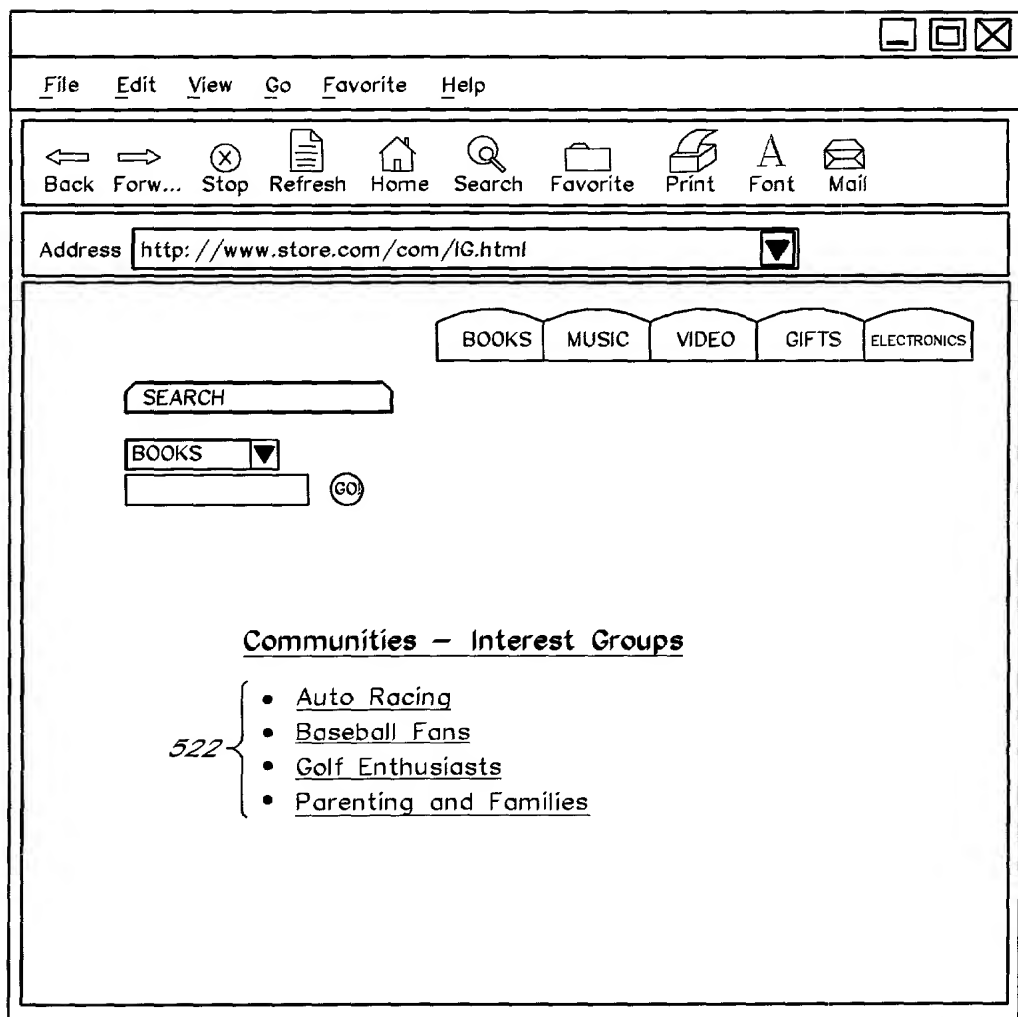 File Edit View Go Favorite Help
Back Forw... Stop Refresh Home Search Favorite Print Font Mail
Address http://www.store.com/com/IG.html
BOOKS MUSIC VIDEO GIFTS ELECTRONICS
SEARCH
BOOKS
GO!
Communities – Interest Groups
• Auto Racing
• Baseball Fans
522
• Golf Enthusiasts
• Parenting and Families